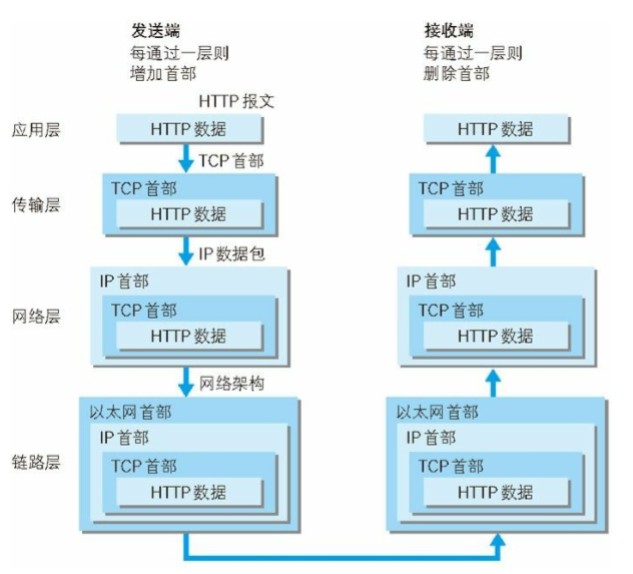 发送端
每通过一层则
增加首部
接收端
每通过一层则
删除首部
HTTP 报文
应用层
HTTP 数据
HTTP 数据
TCP 首部
传输层
TCP 首部
HTTP 数据
TCP 首部
HTTP 数据
IP 数据包
网络层
IP 首部
TCP 首部
HTTP 数据
IP 首部
TCP 首部
HTTP 数据
网络架构
链路层
以太网首部
IP 首部
TCP 首部
HTTP 数据
以太网首部
IP 首部
TCP 首部
HTTP 数据